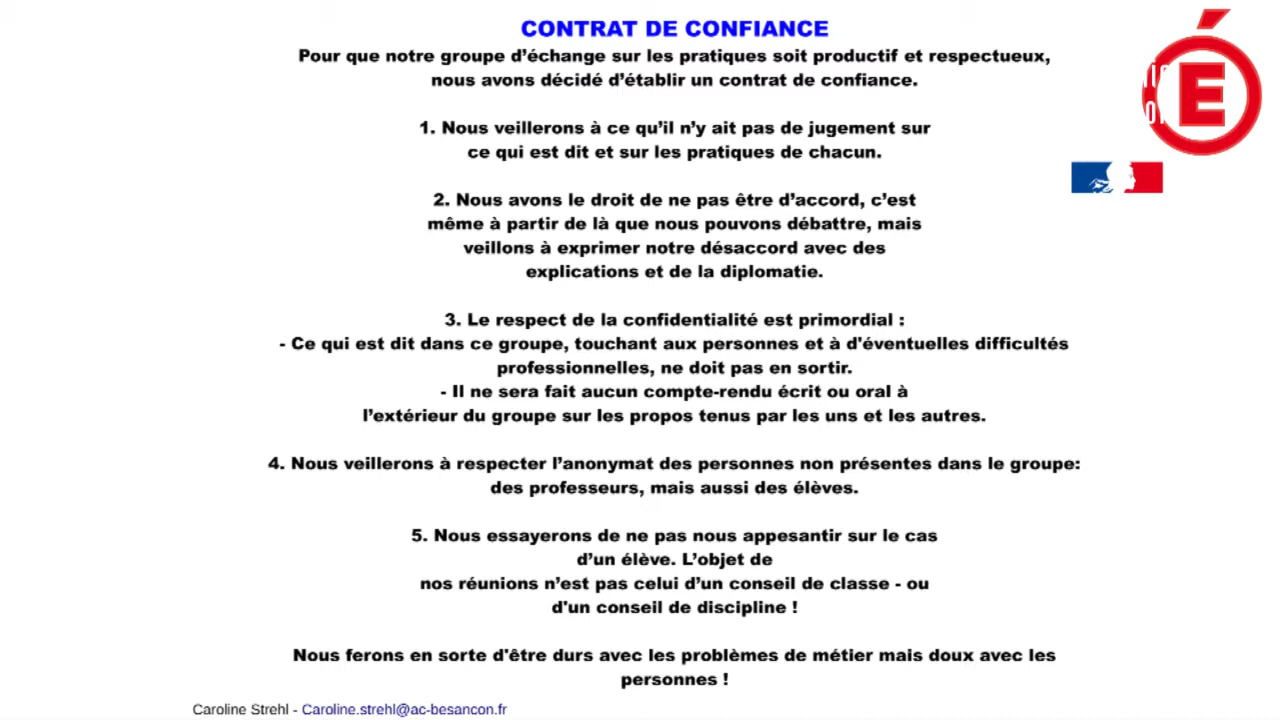 CONTRAT DE CONFIANCE
Pour que notre groupe d’échange sur les pratiques soit productif et respectueux,
nous avons décidé d’établir un contrat de confiance.
1. Nous veillerons à ce qu’il n’y ait pas de jugement sur
ce qui est dit et sur les pratiques de chacun.
2. Nous avons le droit de ne pas être d’accord, c’est
même à partir de là que nous pouvons débattre, mais
veillons à exprimer notre désaccord avec des
explications et de la diplomatie.
3. Le respect de la confidentialité est primordial :
- Ce qui est dit dans ce groupe, touchant aux personnes et à d'éventuelles difficultés
professionnelles, ne doit pas en sortir.
- Il ne sera fait aucun compte-rendu écrit ou oral à
l’extérieur du groupe sur les propos tenus par les uns et les autres.
4. Nous veillerons à respecter l’anonymat des personnes non présentes dans le groupe:
des professeurs, mais aussi des élèves.
5. Nous essayerons de ne pas nous appesantir sur le cas
d’un élève. L’objet de
nos réunions n’est pas celui d’un conseil de classe - ou
d'un conseil de discipline !
Nous ferons en sorte d'être durs avec les problèmes de métier mais doux avec les
personnes !
Caroline Strehl - Caroline.strehl@ac-besancon.fr
É